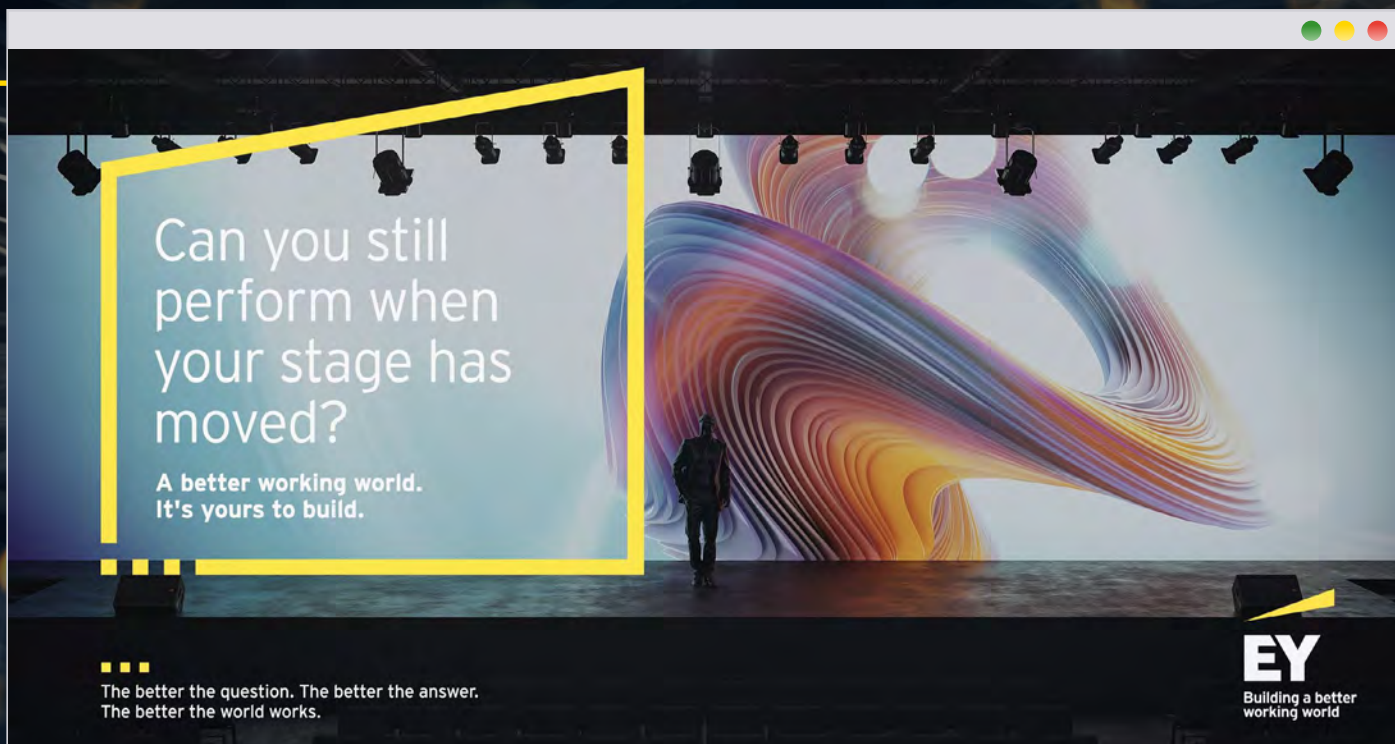 Can you still
perform when
your stage has
moved?
A better working world.
It's yours to build.
The better the question. The better the answer.
The better the world works.
EY
Building a better
working world